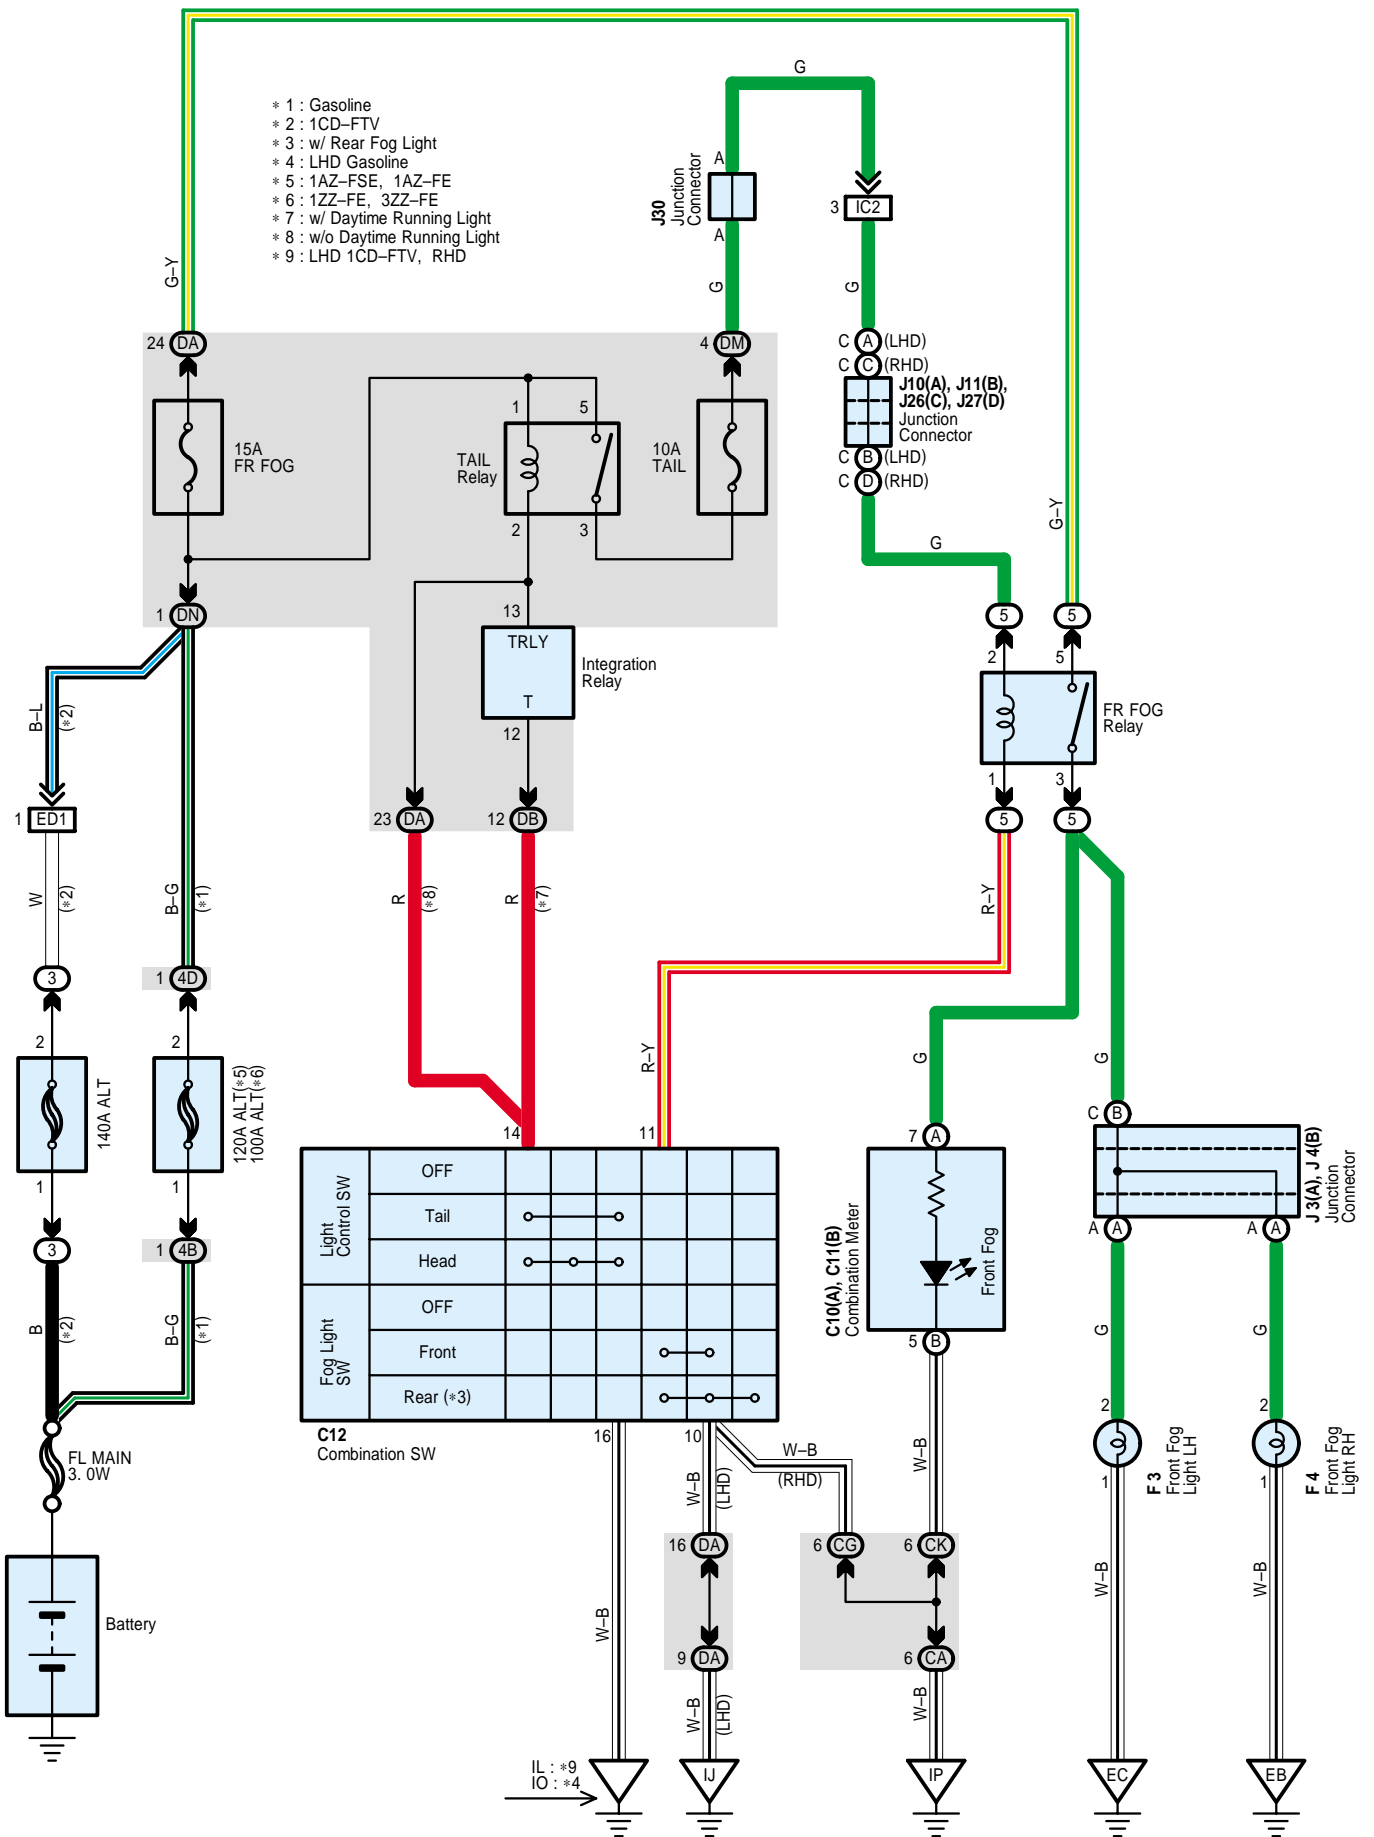 G
* 1 : Gasoline
* 2 : 1CD–FTV
* 3 : w/ Rear Fog Light
* 4 : LHD Gasoline
* 5 : 1AZ–FSE, 1AZ–FE
* 6 : 1ZZ–FE, 3ZZ–FE
* 7 : w/ Daytime Running Light
* 8 : w/o Daytime Running Light
* 9 : LHD 1CD–FTV, RHD
A
J30
Junction
Connector
A
3 IC2
G–Y
G
G
24 DA
4 DM
C A (LHD)
C C (RHD)
J10(A), J11(B),
J26(C), J27(D)
Junction
Connector
C B (LHD)
C D (RHD)
15A
FR FOG
1
5
TAIL
Relay
2
3
10A
TAIL
G
G–Y
1 DN
13
TRLY
T
Integration
Relay
12
5
5
2
5
FR FOG
Relay
1
3
5
5
B–L
(*2)
1 ED1
23 DA
12 DB
W
(*2)
B–G
(*1)
R
(*8)
R
(*7)
R–Y
3
1 4D
2
2
140A ALT
120A ALT(*5)
100A ALT(*6)
1
1
R–Y
G
G
14
11
7 A
C B
J 3(A), J 4(B)
Junction
Connector
A A
A A
3
1 4B
Light
Control SW
OFF
Tail
Head
Fog Light
SW
OFF
Front
Rear (*3)
C10(A), C11(B)
Combination Meter
Front Fog
5 B
B
(*2)
B–G
(*1)
G
G
2
2
C12
Combination SW
16
10
W–B
(RHD)
W–B
(LHD)
W–B
FL MAIN
3. 0W
1
F 3
Front Fog
Light LH
1
F 4
Front Fog
Light RH
16 DA
6 CG
6 CK
Battery
W–B
W–B
W–B
9 DA
6 CA
W–B
(LHD)
W–B
IL : *9
IO : *4
IJ
IP
EC
EB